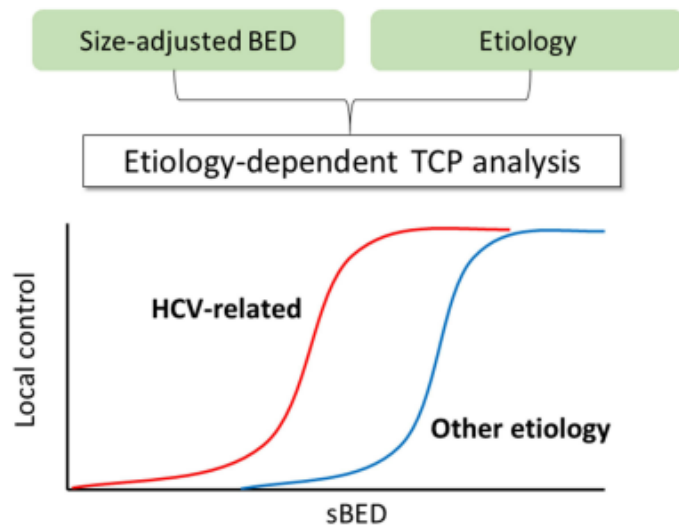 Size-adjusted BED
Etiology
Etiology-dependent TCP analysis
Local control
HCV-related
Other etiology
sBED